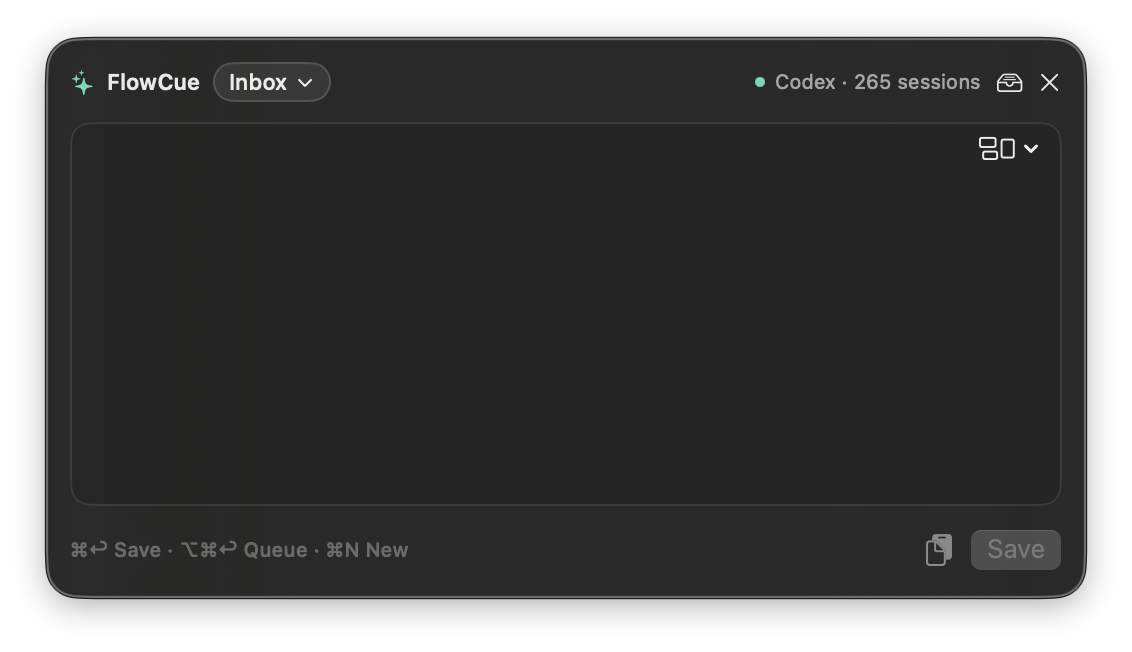 FlowCue Inbox Codex · 265 sessions
⌘↩ Save · ⌥⌘↩ Queue · ⌘N New Save